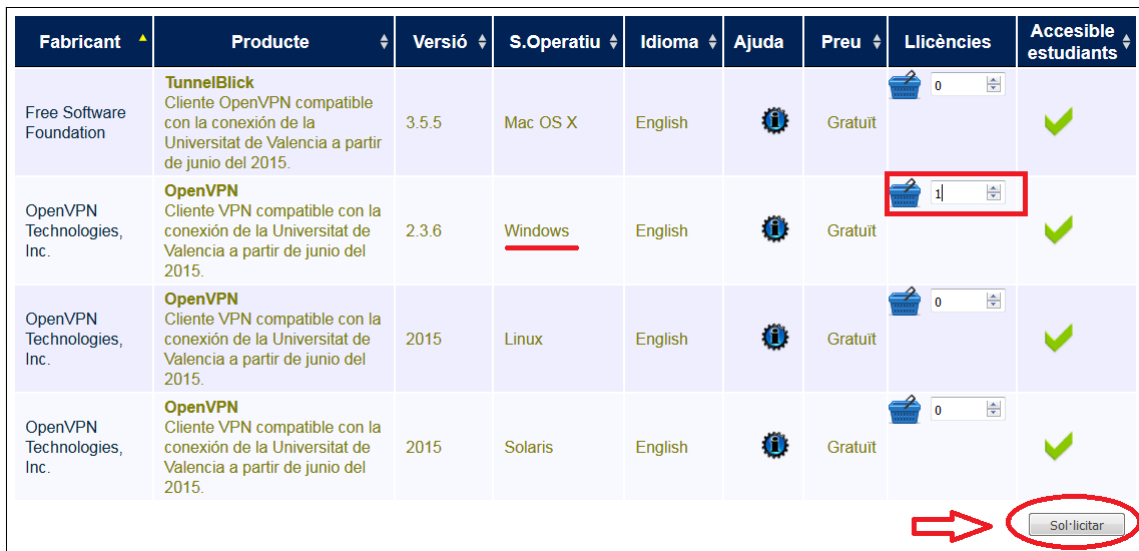 Fabricant Producte Versió S.Operatiu Idioma Ajuda Preu Llicències Accesible estudiants
Free Software
Foundation
TunnelBlick
Cliente OpenVPN compatible
con la conexión de la
Universitat de Valencia a partir
de junio del 2015.
3.5.5
Mac OS X
English
Gratuït
0
OpenVPN
Technologies,
Inc.
OpenVPN
Cliente VPN compatible con la
conexión de la Universitat de
Valencia a partir de junio del
2015.
2.3.6
Windows
English
Gratuït
1
OpenVPN
Technologies,
Inc.
OpenVPN
Cliente VPN compatible con la
conexión de la Universitat de
Valencia a partir de junio del
2015.
2015
Linux
English
Gratuït
0
OpenVPN
Technologies,
Inc.
OpenVPN
Cliente VPN compatible con la
conexión de la Universitat de
Valencia a partir de junio del
2015.
2015
Solaris
English
Gratuït
0
Sol·licitar